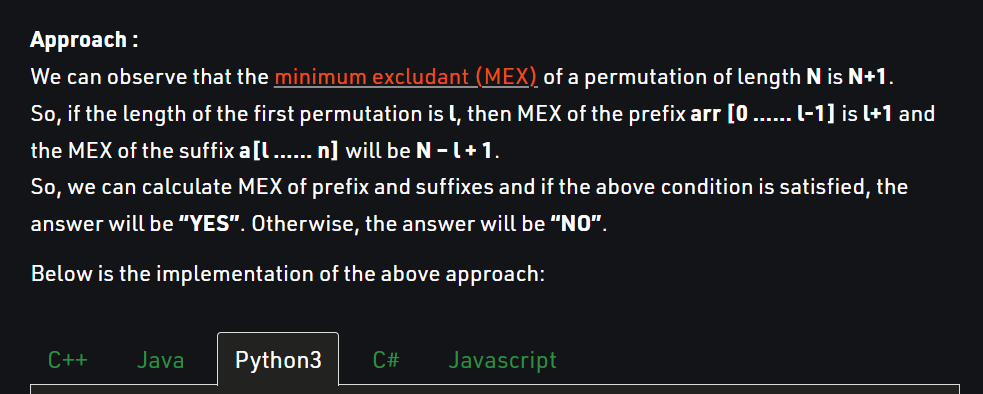 Approach :
We can observe that the minimum excludant (MEX) of a permutation of length N is N+1.
So, if the length of the first permutation is l, then MEX of the prefix arr [0 ...... l-1] is l+1 and
the MEX of the suffix a[l ...... n] will be N – l + 1.
So, we can calculate MEX of prefix and suffixes and if the above condition is satisfied, the
answer will be “YES”. Otherwise, the answer will be “NO”.
Below is the implementation of the above approach:
C++ Java Python3 C# Javascript